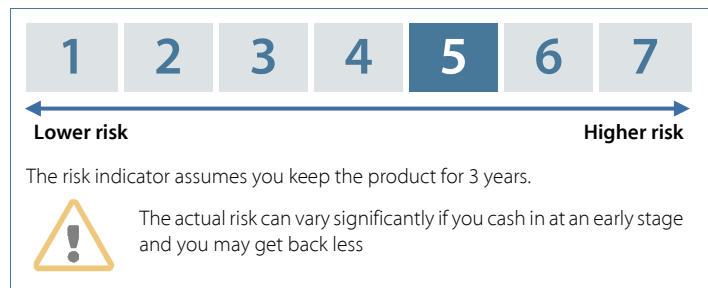 1 2 3 4 5 6 7
Lower risk Higher risk
The risk indicator assumes you keep the product for 3 years.
The actual risk can vary significantly if you cash in at an early stage
and you may get back less